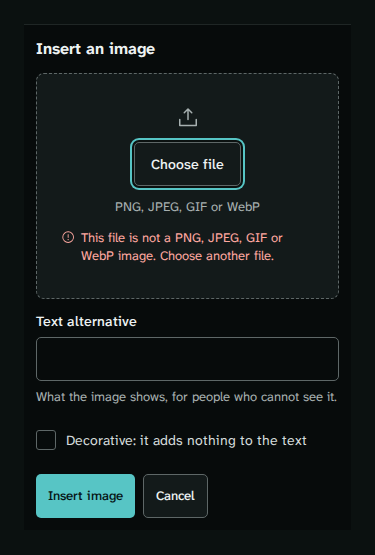 Insert an image
Choose file
PNG, JPEG, GIF or WebP
This file is not a PNG, JPEG, GIF or
WebP image. Choose another file.
Text alternative
What the image shows, for people who cannot see it.
Decorative: it adds nothing to the text
Insert image
Cancel